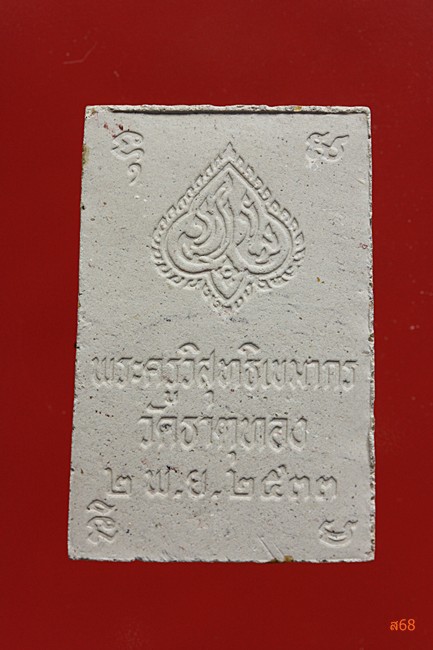 พระครูวิสุทธิเขมากร
วัดธาตุทอง
๒ พ.ย. ๒๕๓๓
ส68